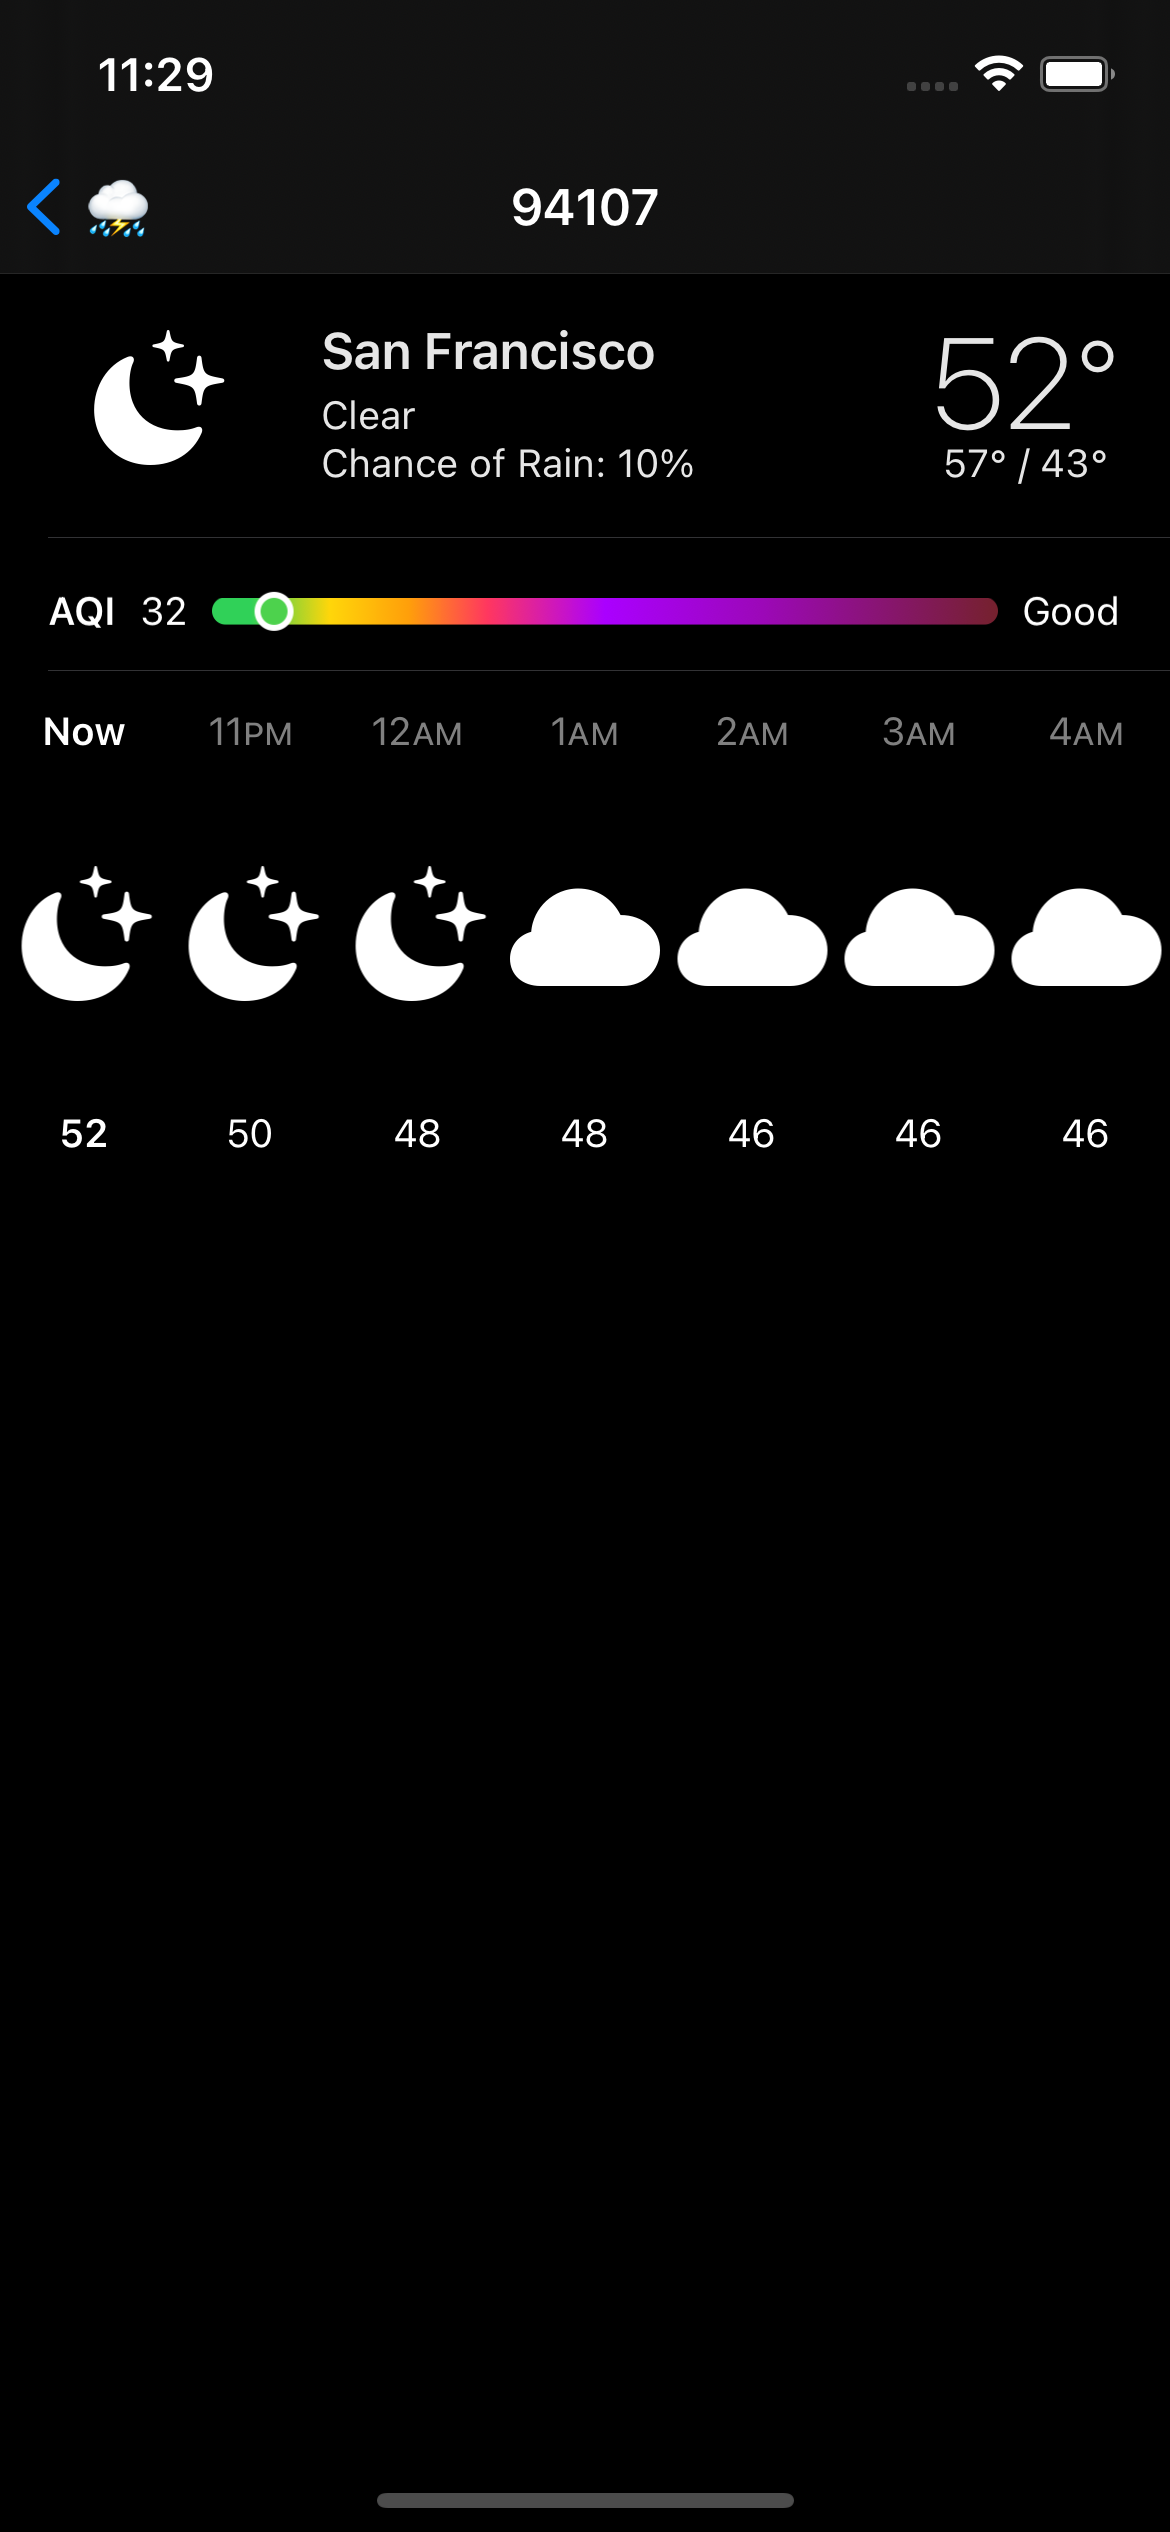 11:29
94107
San Francisco
52°
Clear
Chance of Rain: 10%
57° / 43°
AQI 32 Good
Now 11PM 12AM 1AM 2AM 3AM 4AM
52 50 48 48 46 46 46